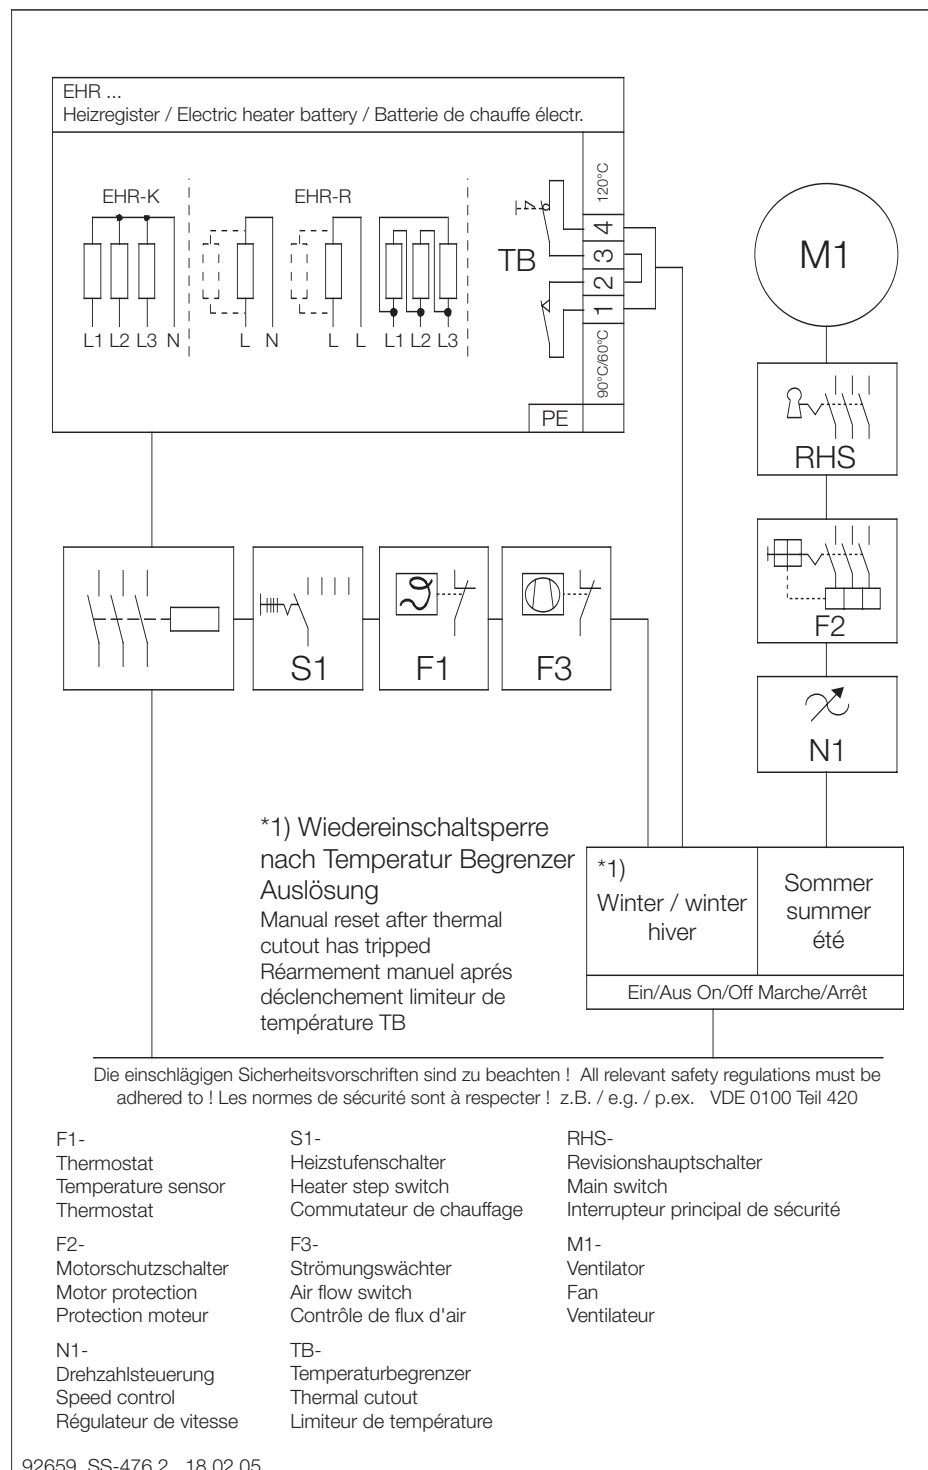 EHR ...
Heizregister / Electric heater battery / Batterie de chauffe électr.
EHR-K
EHR-R
120°C
4
3
2
1
90°C/60°C
TB
L1 L2 L3 N
L N
L L
L1 L2 L3
PE
M1
RHS
F2
N1
S1
F1
F3
*1) Wiedereinschaltsperre
nach Temperatur Begrenzer
Auslösung
Manual reset after thermal
cutout has tripped
Réarmement manuel aprés
déclenchement limiteur de
température TB
*1)
Winter / winter
hiver
Sommer
summer
été
Ein/Aus On/Off Marche/Arrêt
Die einschlägigen Sicherheitsvorschriften sind zu beachten ! All relevant safety regulations must be
adhered to ! Les normes de sécurité sont à respecter ! z.B. / e.g. / p.ex. VDE 0100 Teil 420
F1-
Thermostat
Temperature sensor
Thermostat
S1-
Heizstufenschalter
Heater step switch
Commutateur de chauffage
RHS-
Revisionshauptschalter
Main switch
Interrupteur principal de sécurité
F2-
Motorschutzschalter
Motor protection
Protection moteur
F3-
Strömungswächter
Air flow switch
Contrôle de flux d'air
M1-
Ventilator
Fan
Ventilateur
N1-
Drehzahlsteuerung
Speed control
Régulateur de vitesse
TB-
Temperaturbegrenzer
Thermal cutout
Limiteur de température
92659 SS-476.2 18.02.05